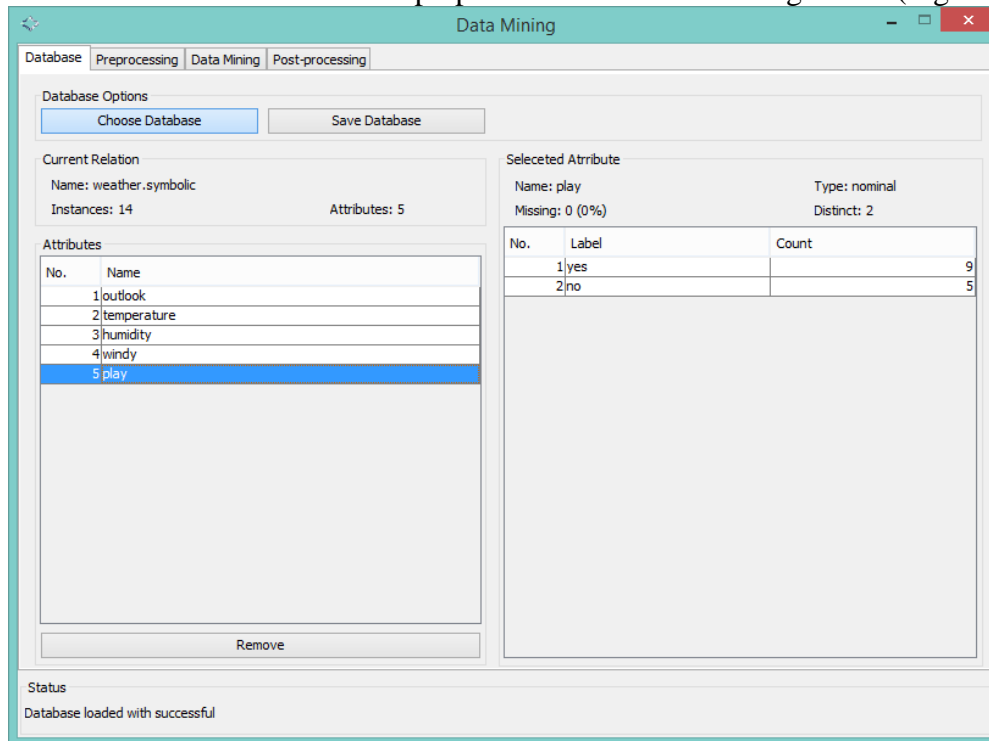 Data Mining
Database Preprocessing Data Mining Post-processing
Database Options
Choose Database Save Database
Current Relation
Name: weather.symbolic
Instances: 14 Attributes: 5
Attributes
No. Name
1 outlook
2 temperature
3 humidity
4 windy
5 play
Remove
Seleceted Atrribute
Name: play Type: nominal
Missing: 0 (0%) Distinct: 2
No. Label Count
1 yes 9
2 no 5
Status
Database loaded with successful